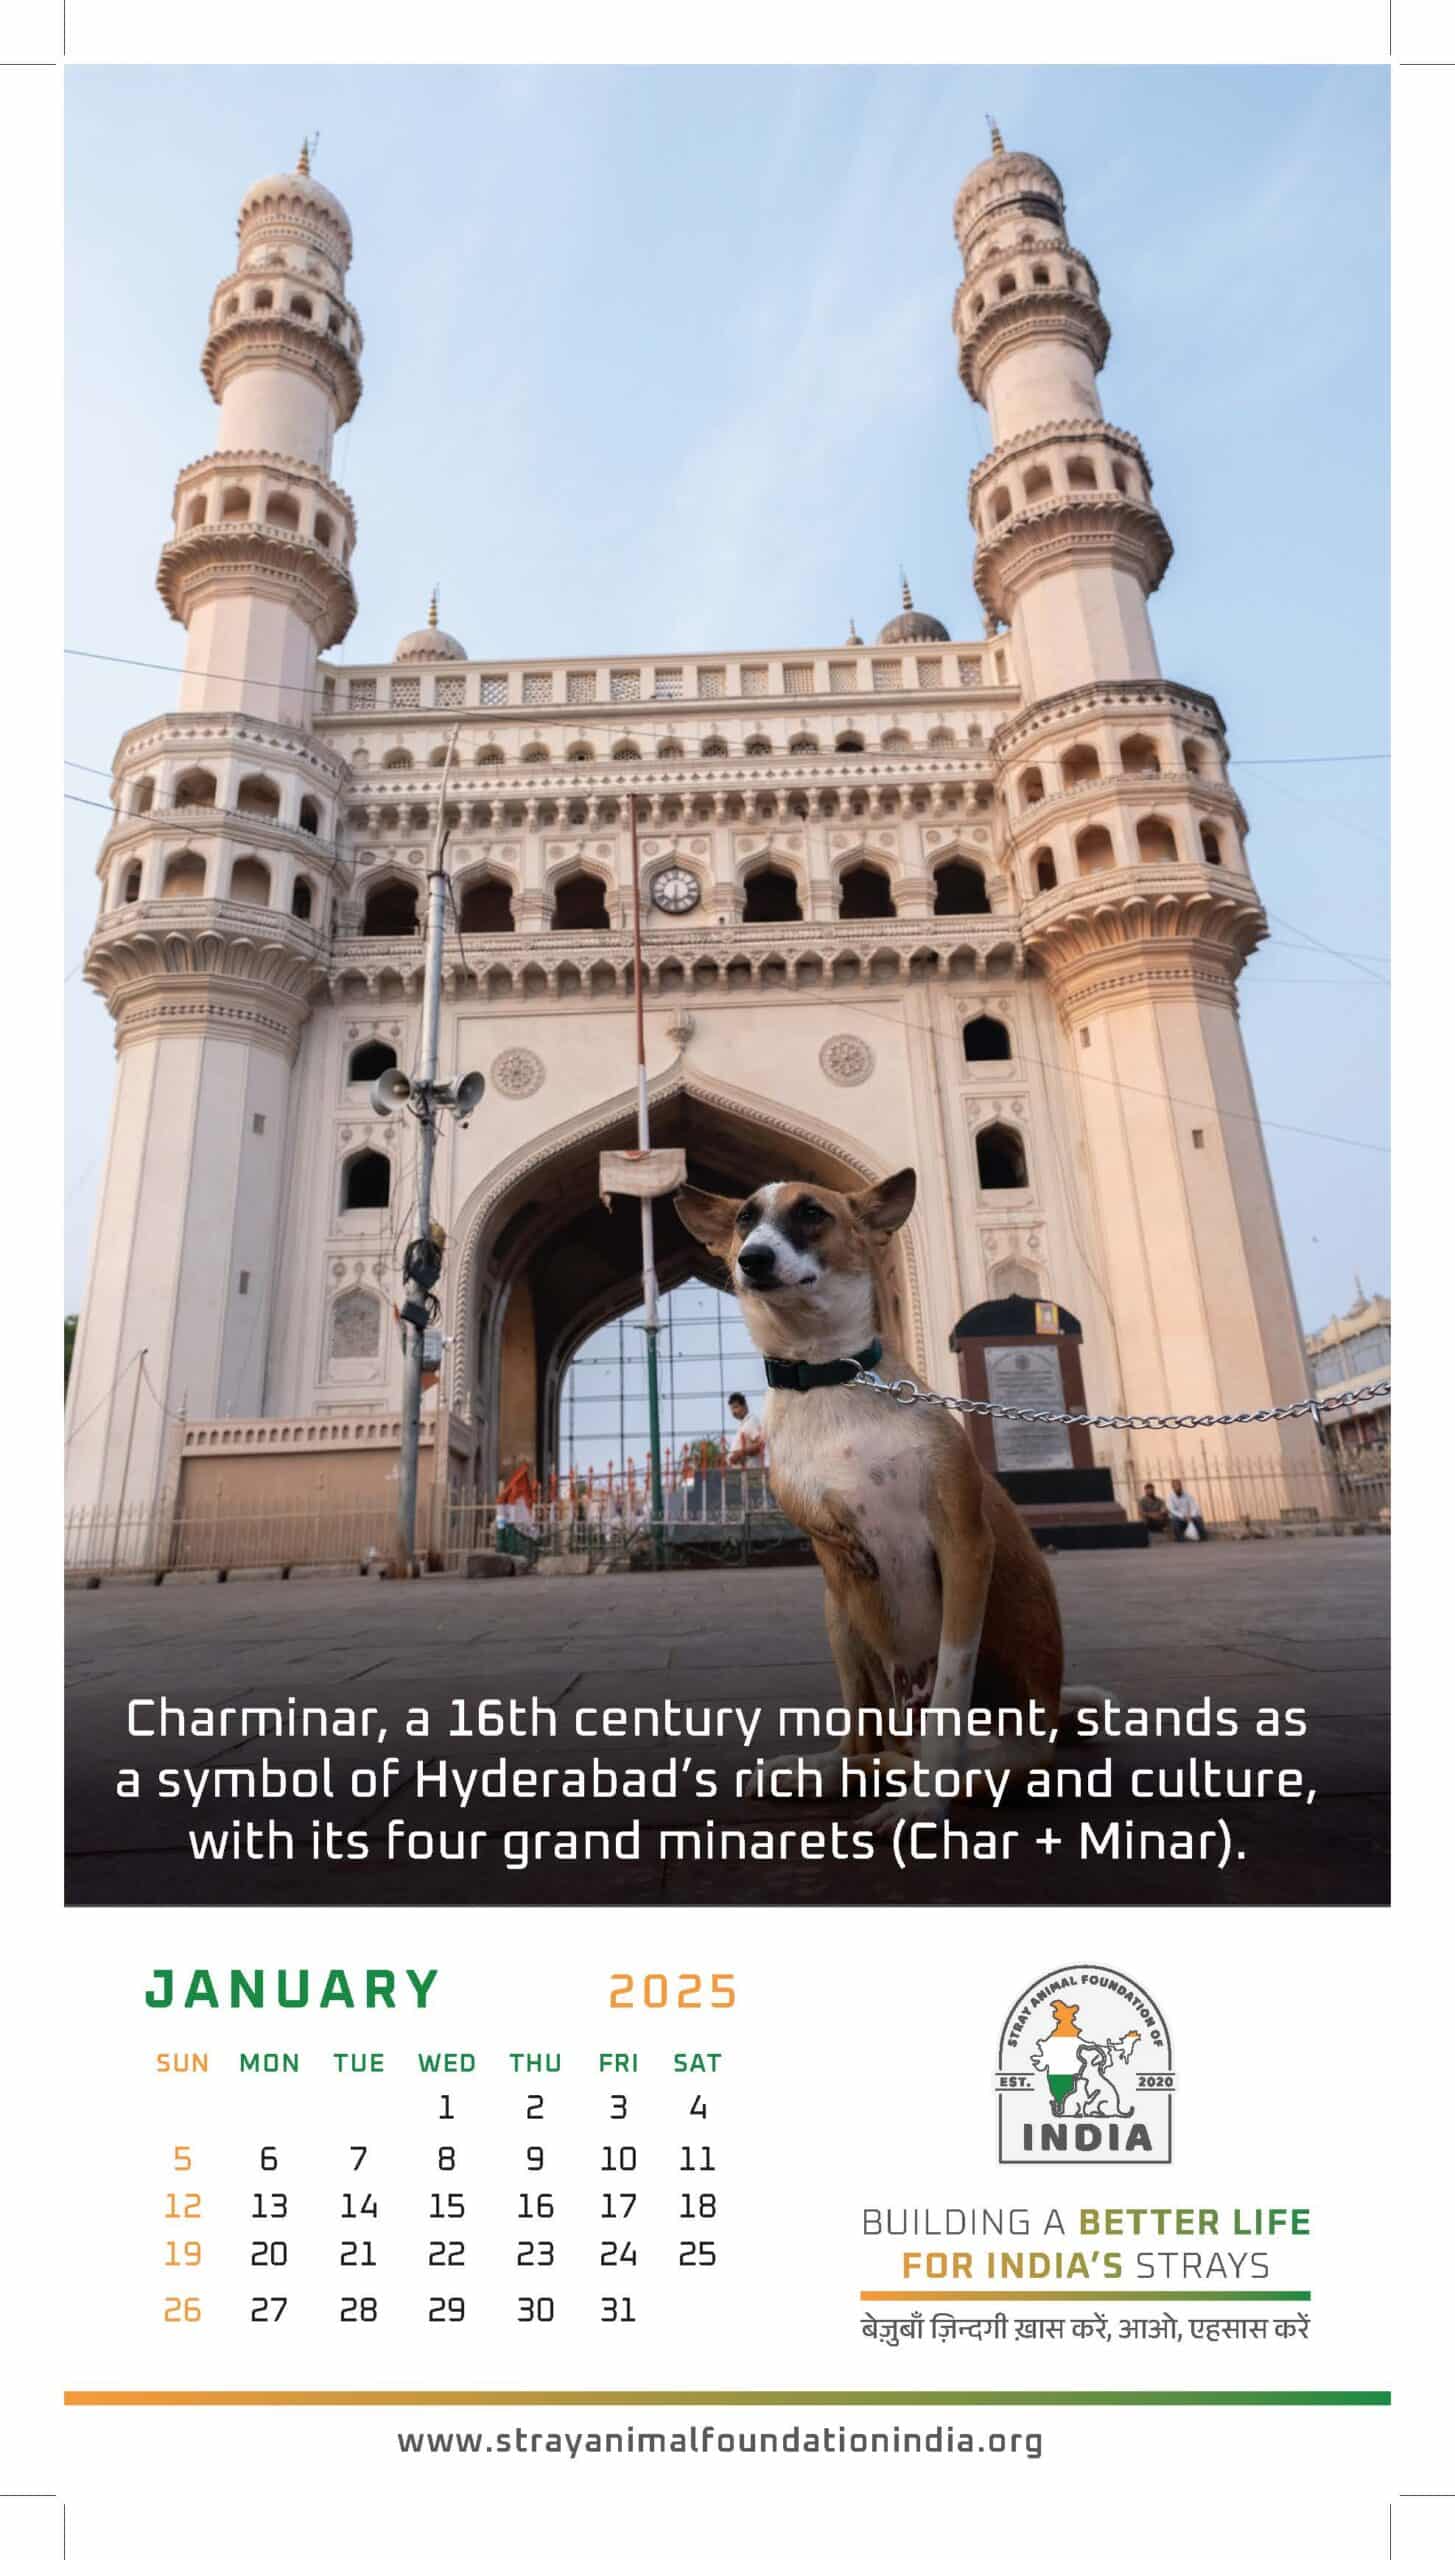 Charminar, a 16th century monument, stands as
a symbol of Hyderabad's rich history and culture,
with its four grand minarets (Char + Minar).
JANUARY 2025
SUN MON TUE WED THU FRI SAT
1 2 3 4
5 6 7 8 9 10 11
12 13 14 15 16 17 18
19 20 21 22 23 24 25
26 27 28 29 30 31
STRAY ANIMAL FOUNDATION OF
EST. 2020
INDIA
BUILDING A BETTER LIFE
FOR INDIA'S STRAYS
बेज़ुबाँ ज़िन्दगी ख़ास करें, आओ, एहसास करें
www.strayanimalfoundationindia.org